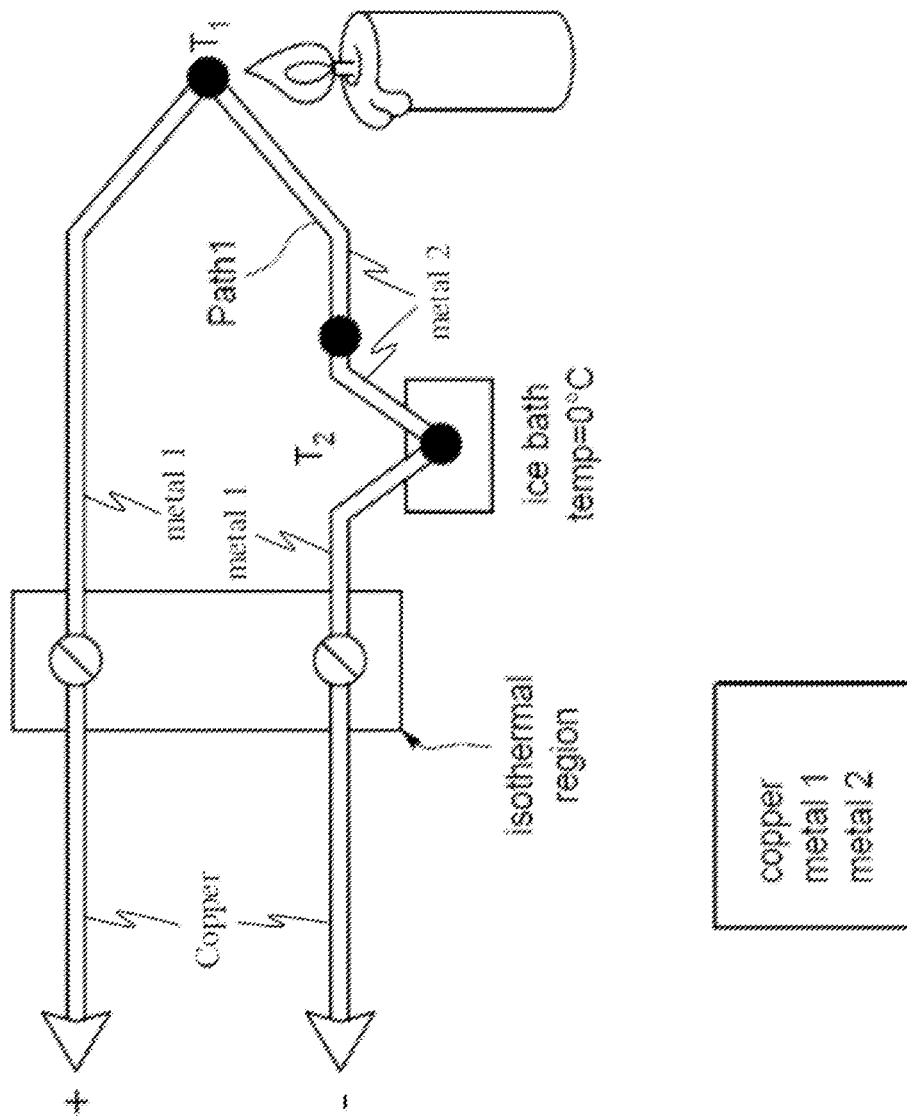 T1
Path1
metal 2
metal 1
metal 1
T2
ice bath
temp=0°C
isothermal
region
Copper
+
-
copper
metal 1
metal 2